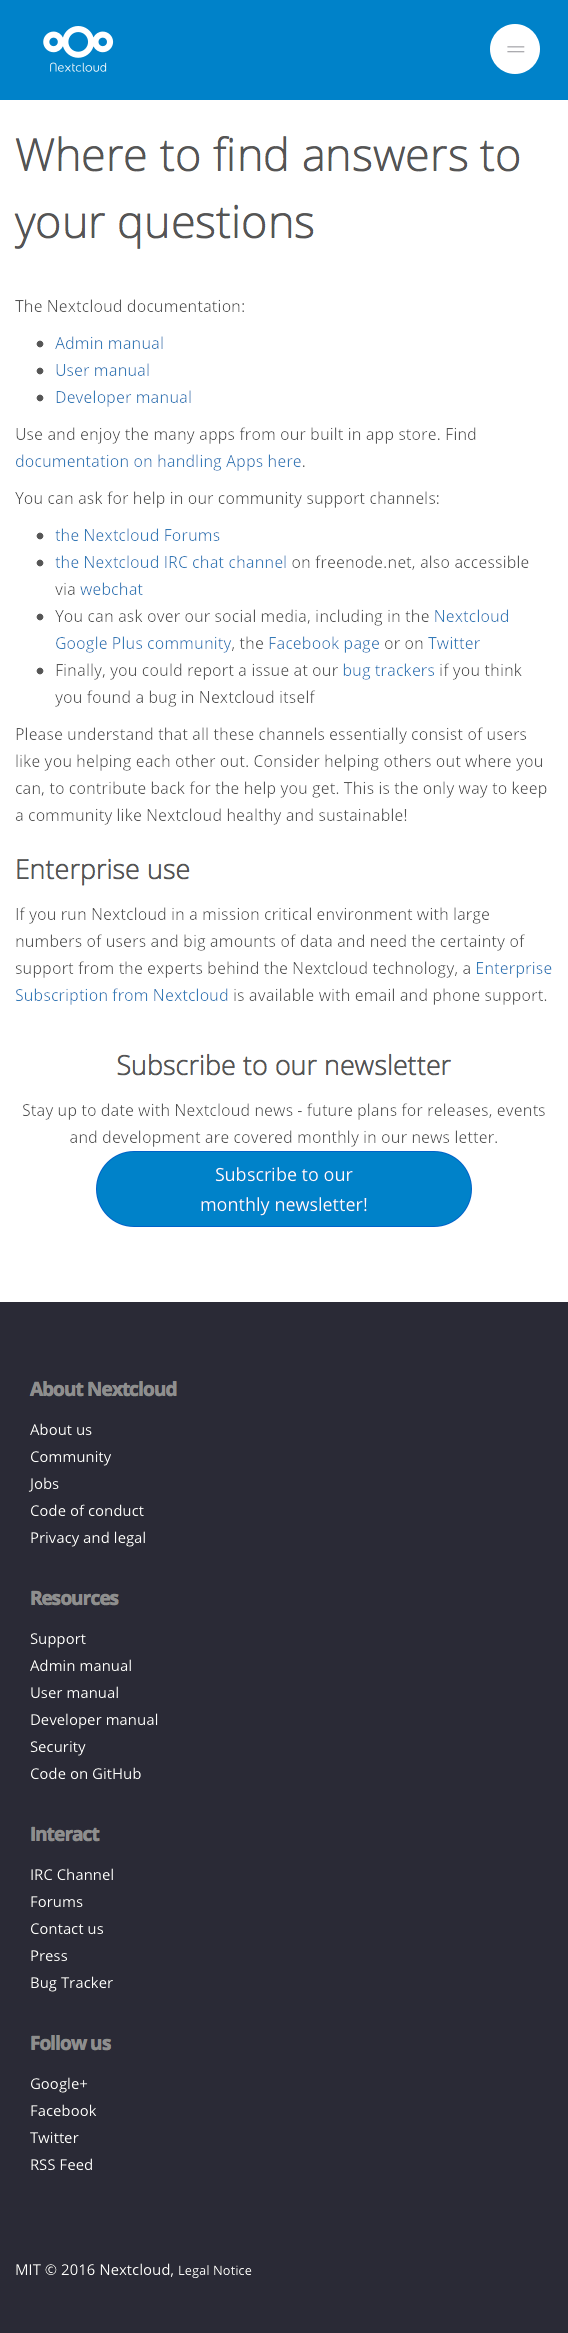 Nextcloud
Where to find answers to
your questions
The Nextcloud documentation:
Admin manual
User manual
Developer manual
Use and enjoy the many apps from our built in app store. Find
documentation on handling Apps here.
You can ask for help in our community support channels:
the Nextcloud Forums
the Nextcloud IRC chat channel on freenode.net, also accessible
via webchat
You can ask over our social media, including in the Nextcloud
Google Plus community, the Facebook page or on Twitter
Finally, you could report a issue at our bug trackers if you think
you found a bug in Nextcloud itself
Please understand that all these channels essentially consist of users
like you helping each other out. Consider helping others out where you
can, to contribute back for the help you get. This is the only way to keep
a community like Nextcloud healthy and sustainable!
Enterprise use
If you run Nextcloud in a mission critical environment with large
numbers of users and big amounts of data and need the certainty of
support from the experts behind the Nextcloud technology, a Enterprise
Subscription from Nextcloud is available with email and phone support.
Subscribe to our newsletter
Stay up to date with Nextcloud news - future plans for releases, events
and development are covered monthly in our news letter.
Subscribe to our
monthly newsletter!
About Nextcloud
About us
Community
Jobs
Code of conduct
Privacy and legal
Resources
Support
Admin manual
User manual
Developer manual
Security
Code on GitHub
Interact
IRC Channel
Forums
Contact us
Press
Bug Tracker
Follow us
Google+
Facebook
Twitter
RSS Feed
MIT © 2016 Nextcloud, Legal Notice